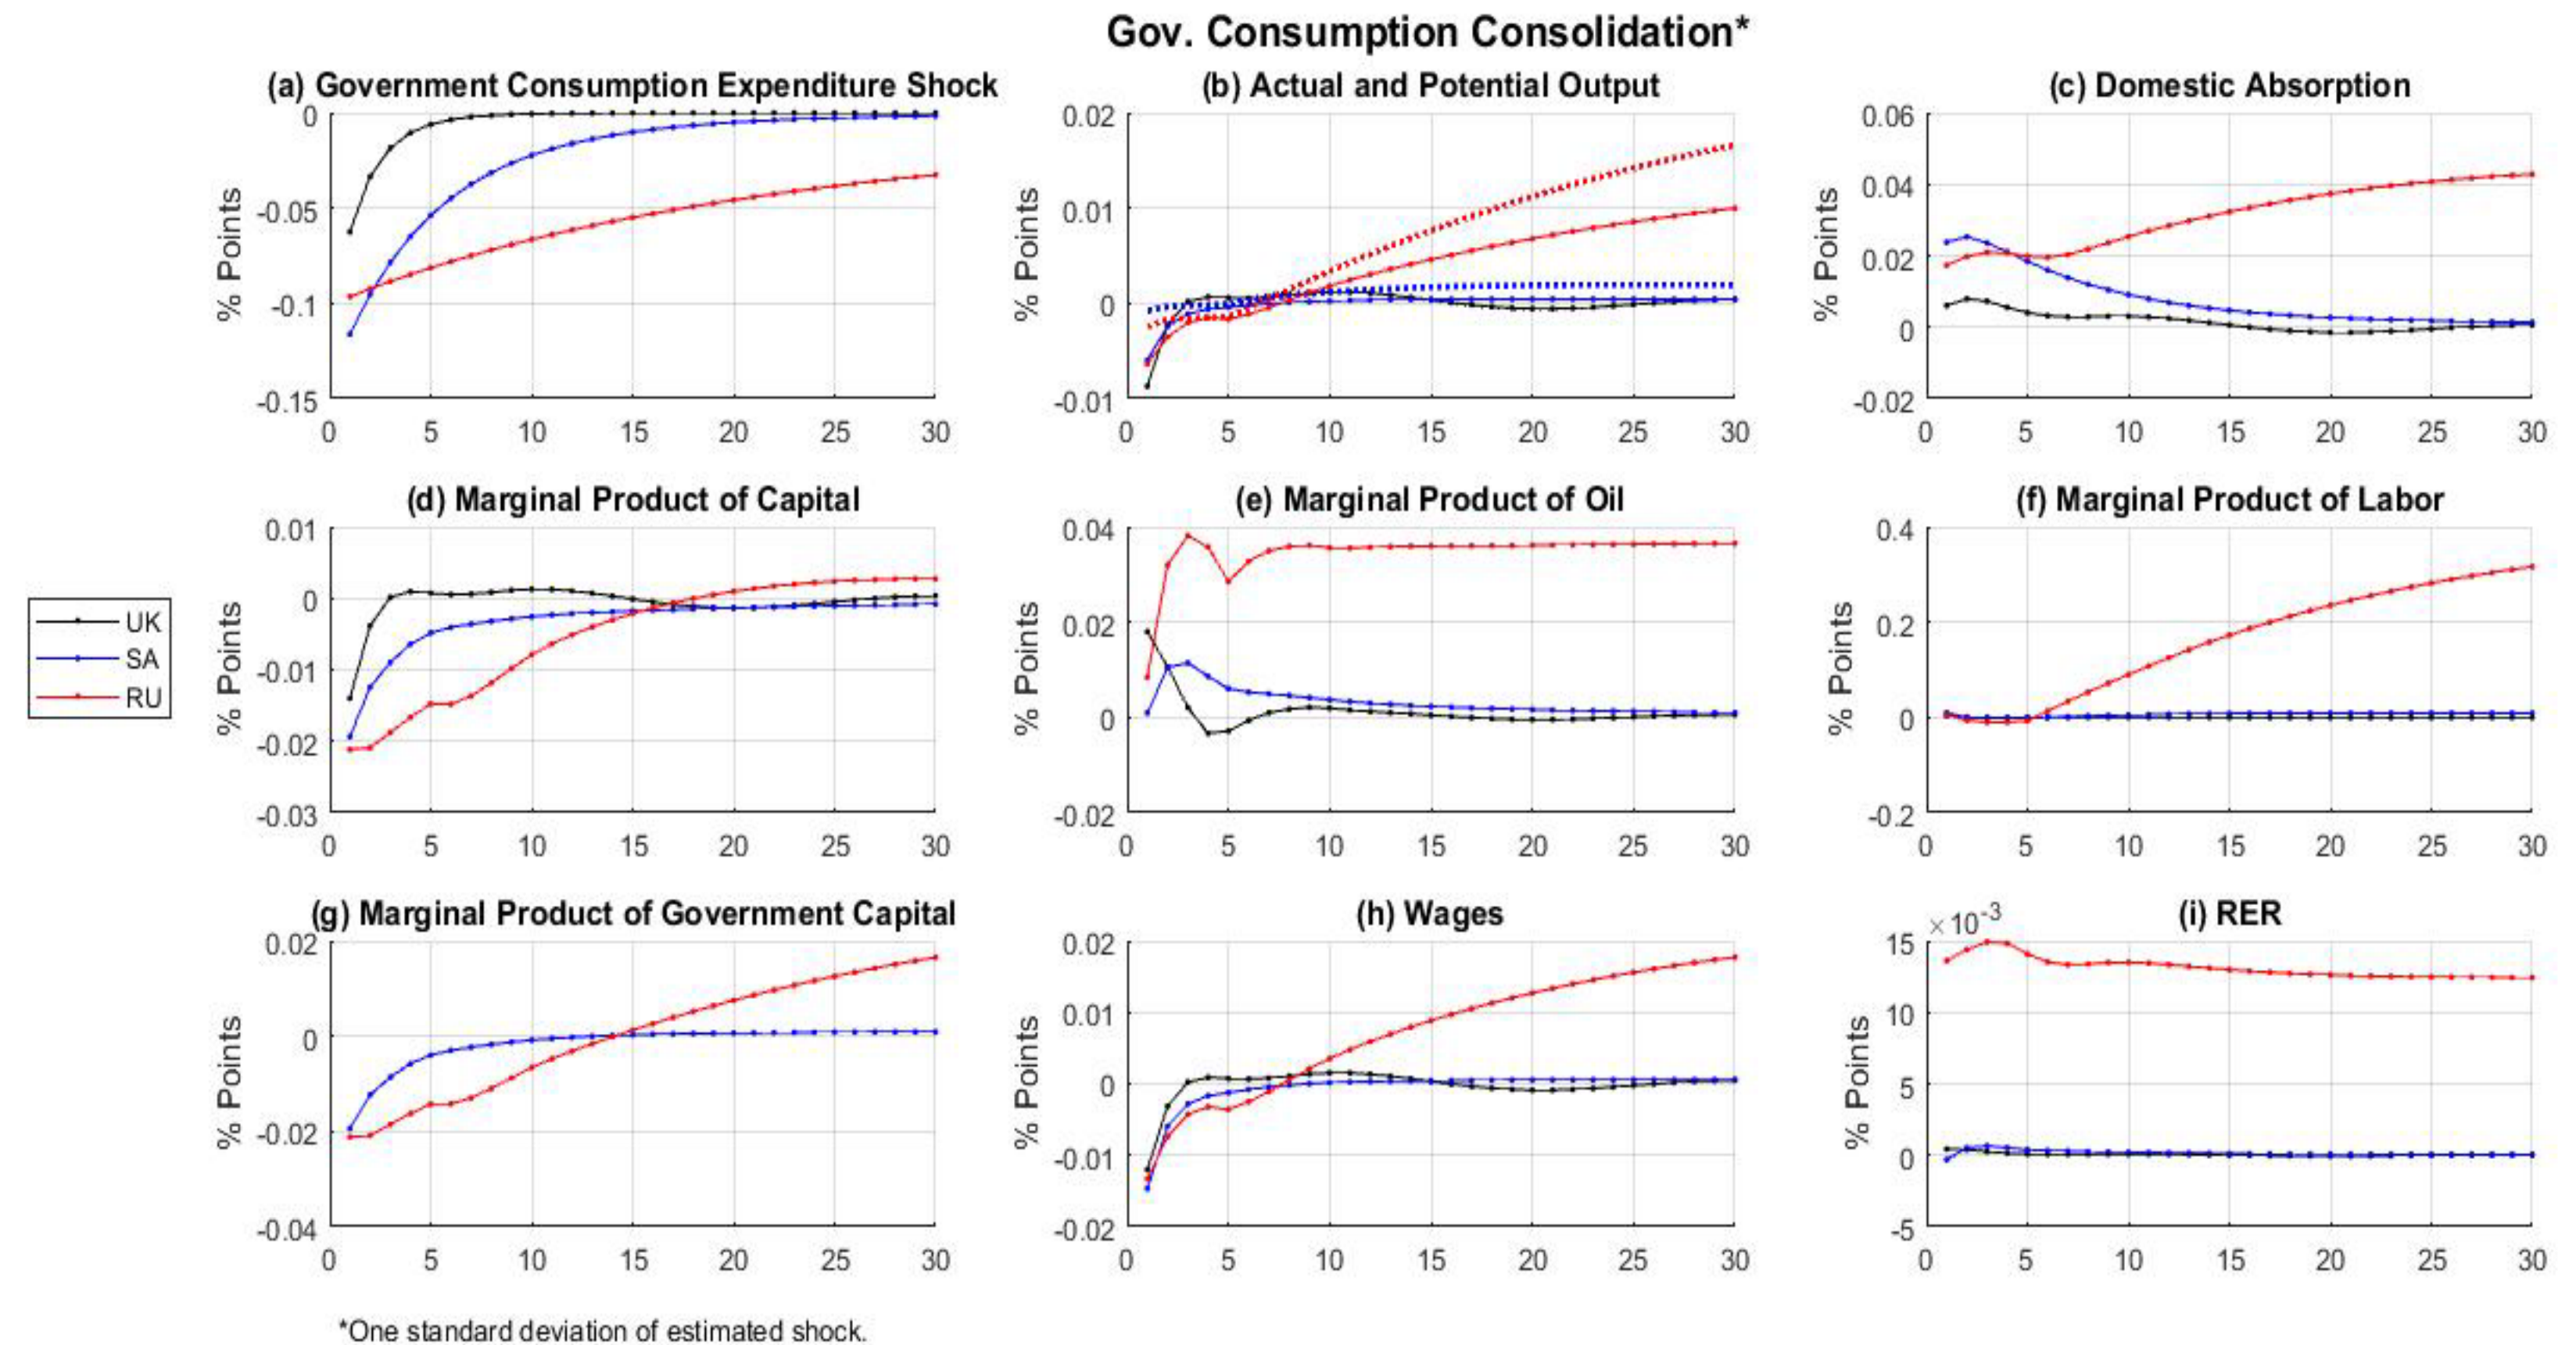 Gov. Consumption Consolidation*
(a) Government Consumption Expenditure Shock
% Points
0
-0.05
-0.1
-0.15
0 5 10 15 20 25 30
(b) Actual and Potential Output
% Points
0.02
0.01
0
-0.01
0 5 10 15 20 25 30
(c) Domestic Absorption
% Points
0.06
0.04
0.02
0
-0.02
0 5 10 15 20 25 30
UK
SA
RU
(d) Marginal Product of Capital
% Points
0.01
0
-0.01
-0.02
-0.03
0 5 10 15 20 25 30
(e) Marginal Product of Oil
% Points
0.04
0.02
0
-0.02
0 5 10 15 20 25 30
(f) Marginal Product of Labor
% Points
0.4
0.2
0
-0.2
0 5 10 15 20 25 30
(g) Marginal Product of Government Capital
% Points
0.02
0
-0.02
-0.04
0 5 10 15 20 25 30
(h) Wages
% Points
0.02
0.01
0
-0.01
-0.02
0 5 10 15 20 25 30
(i) RER
×10-3
% Points
15
10
5
0
-5
0 5 10 15 20 25 30
*One standard deviation of estimated shock.